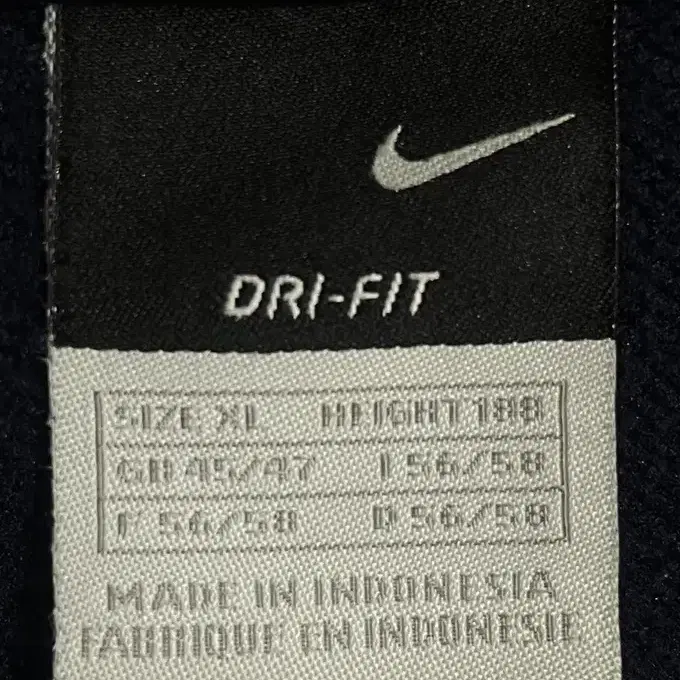 DRI-FIT
SIZE XL HEIGHT 188
GB 45/47 I 56/58
F 56/58 D 56/58
MADE IN INDONESIA
FABRIQUE EN INDONESIE